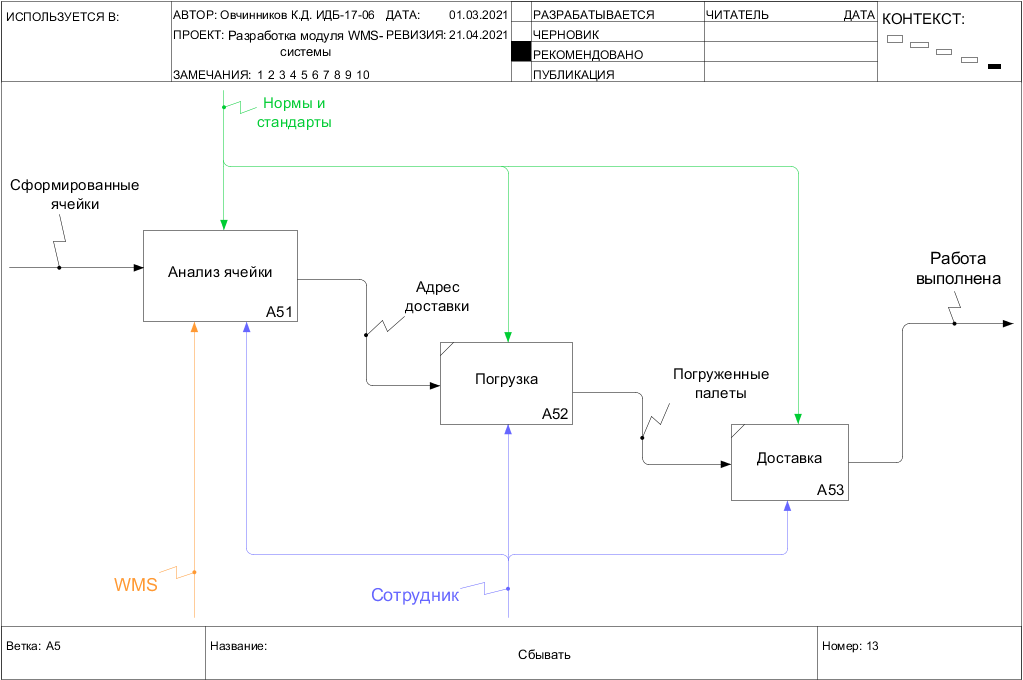 ИСПОЛЬЗУЕТСЯ В:
АВТОР: Овчинников К.Д. ИДБ-17-06 ДАТА: 01.03.2021
ПРОЕКТ: Разработка модуля WMS- РЕВИЗИЯ: 21.04.2021
системы
ЗАМЕЧАНИЯ: 1 2 3 4 5 6 7 8 9 10
РАЗРАБАТЫВАЕТСЯ
ЧЕРНОВИК
РЕКОМЕНДОВАНО
ПУБЛИКАЦИЯ
ЧИТАТЕЛЬ ДАТА
КОНТЕКСТ:
Нормы и
стандарты
Сформированные
ячейки
Анализ ячейки
A51
Адрес
доставки
Погрузка
A52
Погруженные
палеты
Доставка
A53
Работа
выполнена
WMS
Сотрудник
Ветка: A5
Название:
Сбывать
Номер: 13